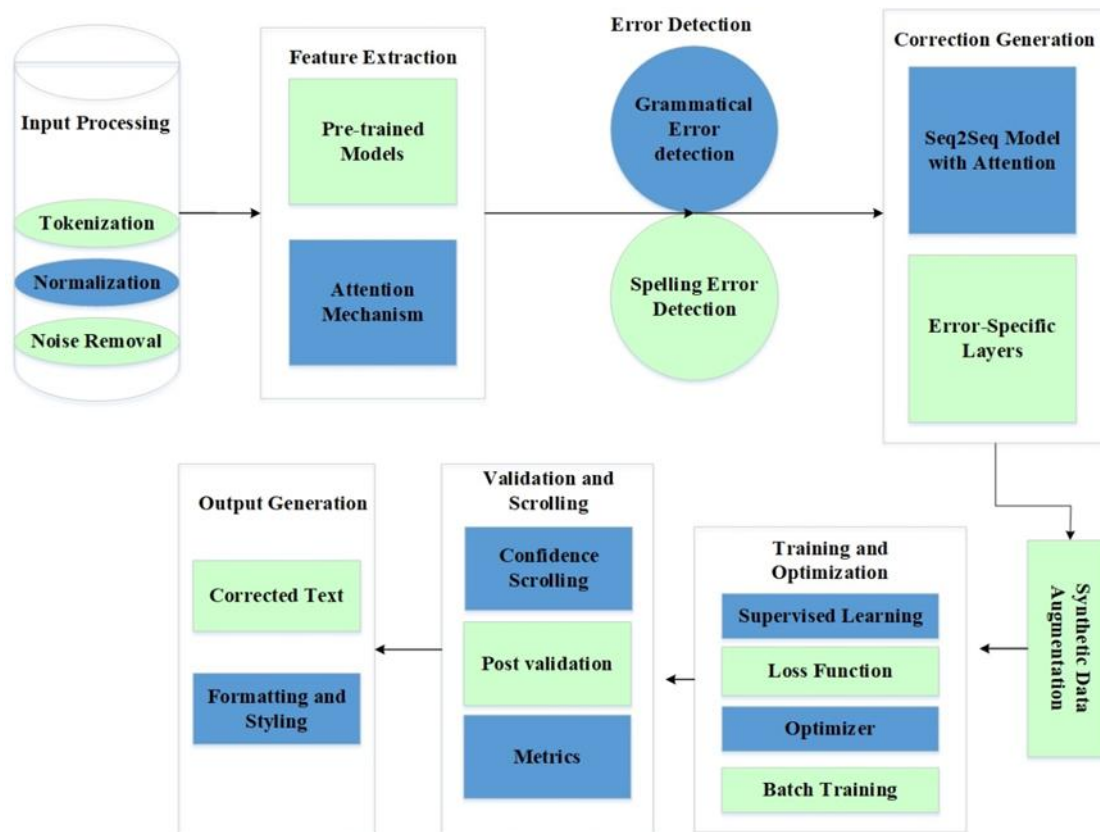 Input Processing
Tokenization
Normalization
Noise Removal
Feature Extraction
Pre-trained
Models
Attention
Mechanism
Error Detection
Grammatical
Error
detection
Spelling Error
Detection
Correction Generation
Seq2Seq Model
with Attention
Error-Specific
Layers
Synthetic Data
Augmentation
Training and
Optimization
Supervised Learning
Loss Function
Optimizer
Batch Training
Validation and
Scrolling
Confidence
Scrolling
Post validation
Metrics
Output Generation
Corrected Text
Formatting and
Styling